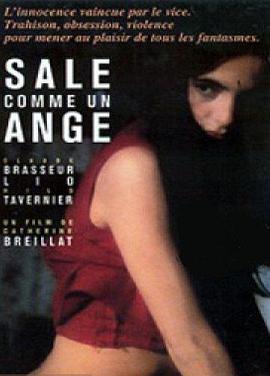 L'innocence vaincue par le vice.
Trahison, obsession, violence
pour mener au plaisir de tous les fantasmes.
SALE
COMME UN
ANGE
CLAUDE
BRASSEUR
LIO
NILS
TAVERNIER
UN FILM DE
CATHERINE
BREILLAT